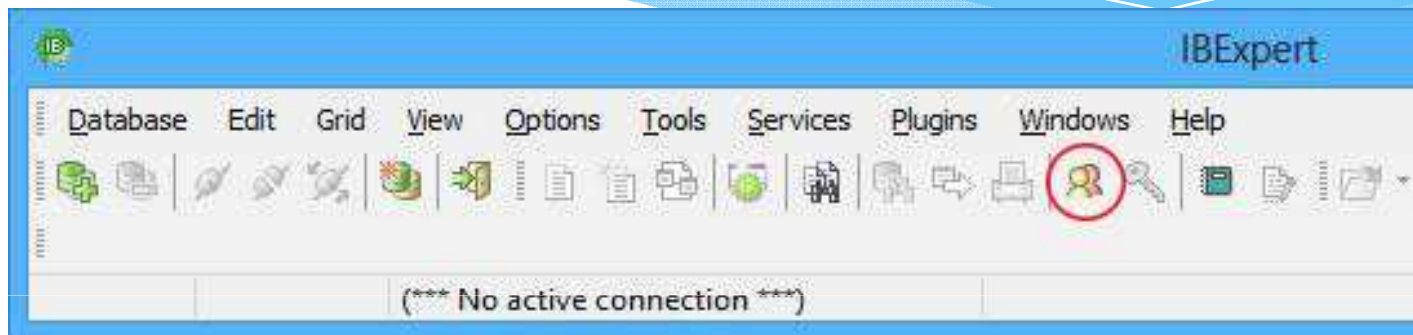 IBExpert
Database Edit Grid View Options Tools Services Plugins Windows Help
(*** No active connection ***)